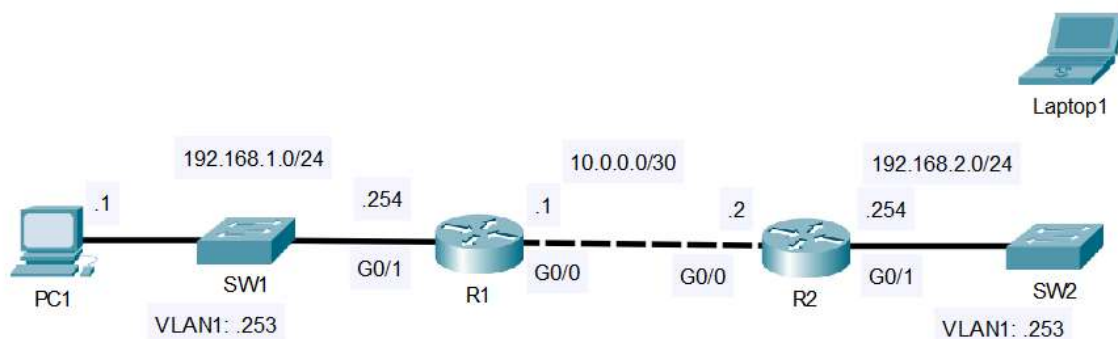 Laptop1
192.168.1.0/24
10.0.0.0/30
192.168.2.0/24
.1
.254
.1
.2
.254
PC1
SW1
G0/1
R1
G0/0
G0/0
R2
G0/1
SW2
VLAN1: .253
VLAN1: .253